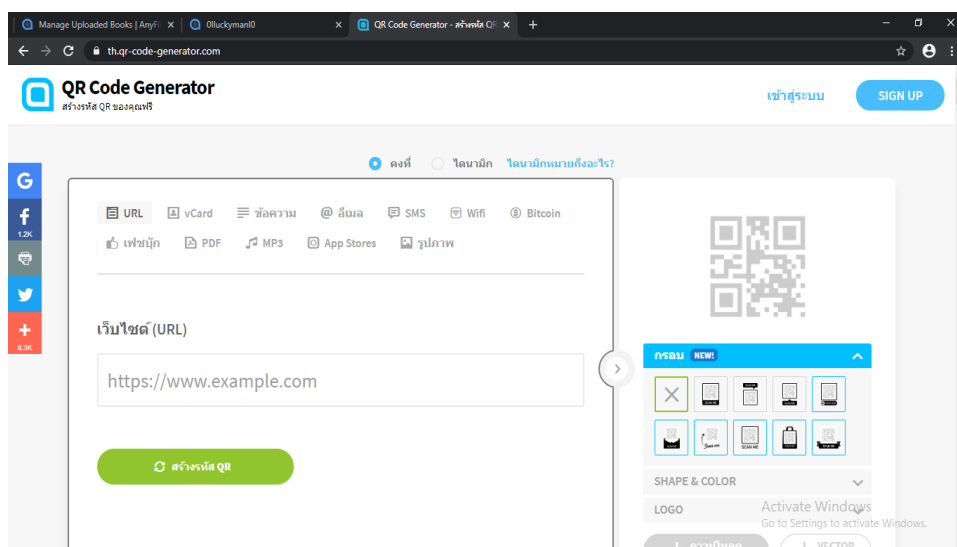 Manage Uploaded Books | AnyFl
0lluckymanl0
QR Code Generator - สร้างรหัส QR
th.qr-code-generator.com
QR Code Generator
สร้างรหัส QR ของคุณฟรี
เข้าสู่ระบบ
SIGN UP
คงที่
ไดนามิก
ไดนามิกหมายถึงอะไร?
1.2K
8.3K
URL vCard ข้อความ อีเมล SMS Wifi Bitcoin
เฟซบุ๊ก PDF MP3 App Stores รูปภาพ
เว็บไซต์ (URL)
https://www.example.com
สร้างรหัส QR
กรอบ NEW!
SCAN ME
SHAPE & COLOR
LOGO
Activate Windows
Go to Settings to activate Windows.
VECTOR